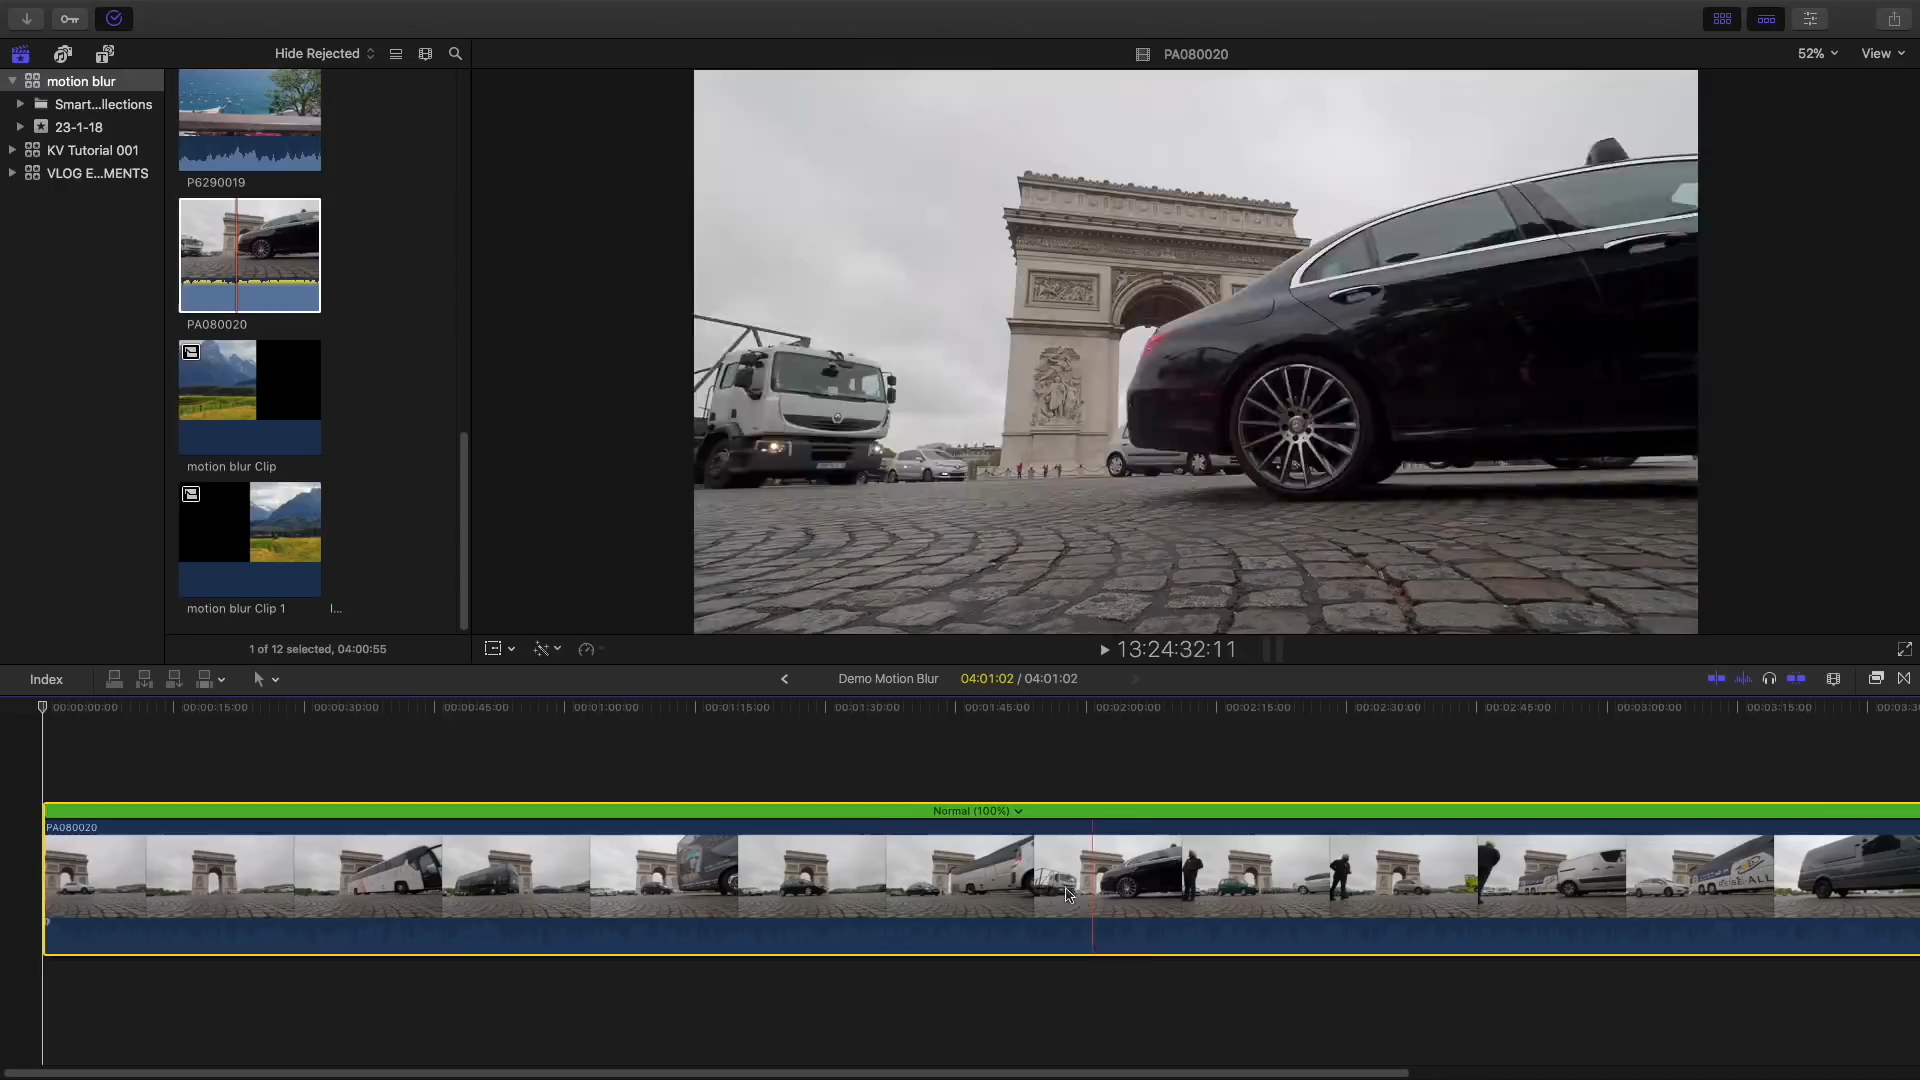 Hide Rejected
PA080020
52%
View
motion blur
Smart...llections
23-1-18
KV Tutorial 001
VLOG E...MENTS
P6290019
PA080020
motion blur Clip
motion blur Clip 1
I...
1 of 12 selected, 04:00:55
13:24:32:11
Index
Demo Motion Blur
04:01:02 / 04:01:02
00:00:00:00
00:00:15:00
00:00:30:00
00:00:45:00
00:01:00:00
00:01:15:00
00:01:30:00
00:01:45:00
00:02:00:00
00:02:15:00
00:02:30:00
00:02:45:00
00:03:00:00
00:03:15:00
00:03:30
Normal (100%)
PA080020